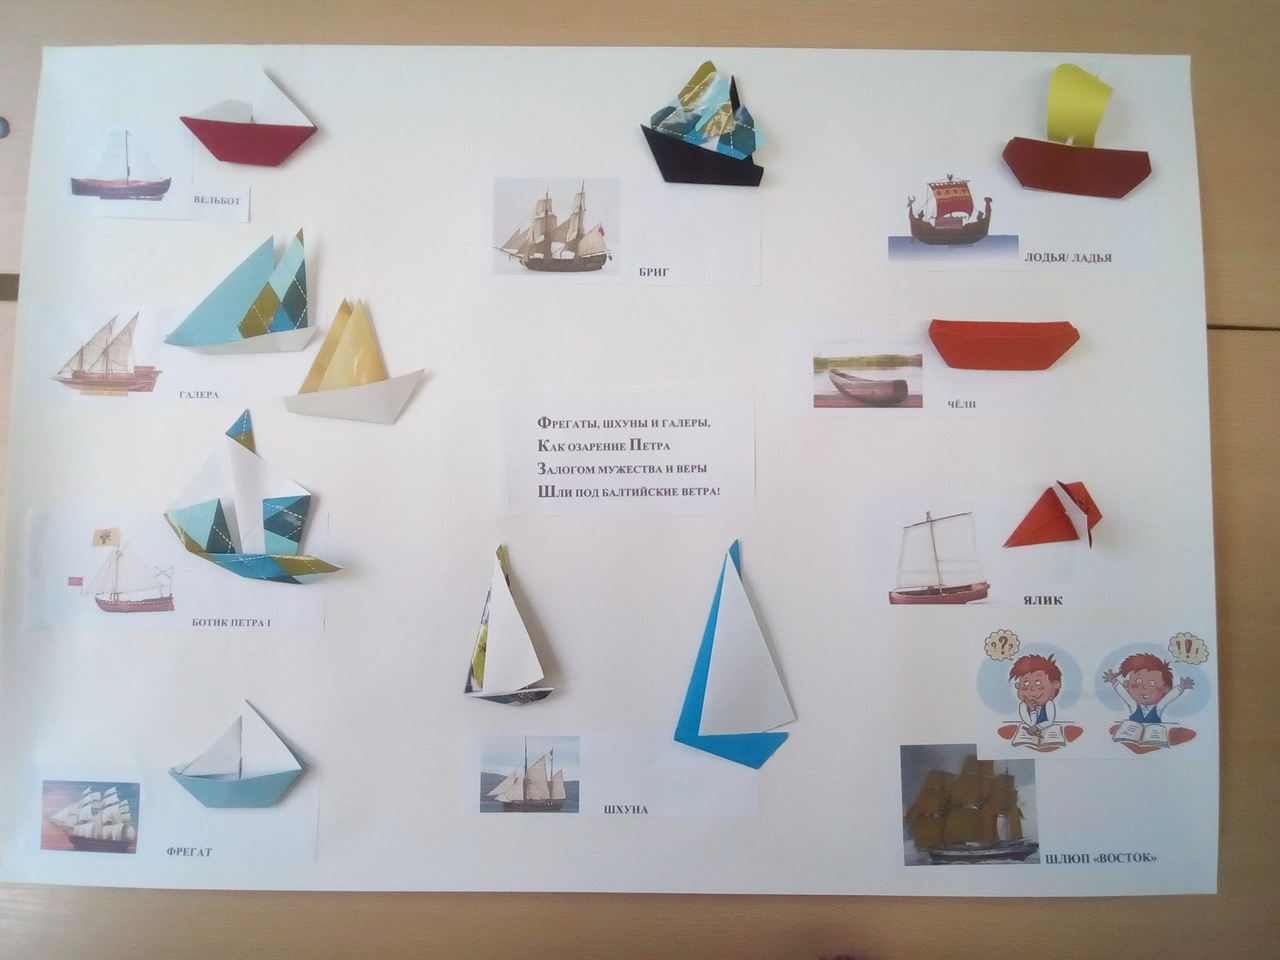 ВЕЛЬБОТ
БРИГ
ЛОДЬЯ/ ЛАДЬЯ
ГАЛЕРА
ЧЁЛН
ФРЕГАТЫ, ШХУНЫ И ГАЛЕРЫ,
КАК ОЗАРЕНИЕ ПЕТРА
ЗАЛОГОМ МУЖЕСТВА И ВЕРЫ
ШЛИ ПОД БАЛТИЙСКИЕ ВЕТРА!
БОТИК ПЕТРА I
ЯЛИК
???
!!!
ФРЕГАТ
ШХУНА
ШЛЮП «ВОСТОК»